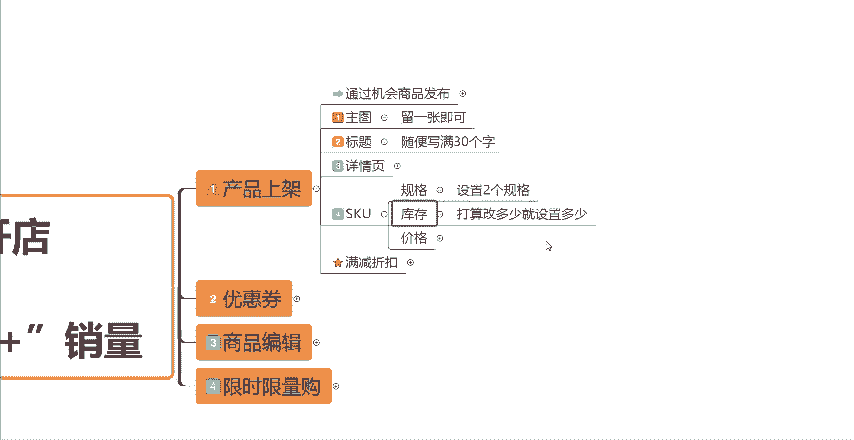 开店
+”销量
1 产品上架
通过机会商品发布
1 主图 留一张即可
2 标题 随便写满30个字
3 详情页
4 SKU
规格 设置2个规格
库存 打算改多少就设置多少
价格
满减折扣
2 优惠券
3 商品编辑
4 限时限量购